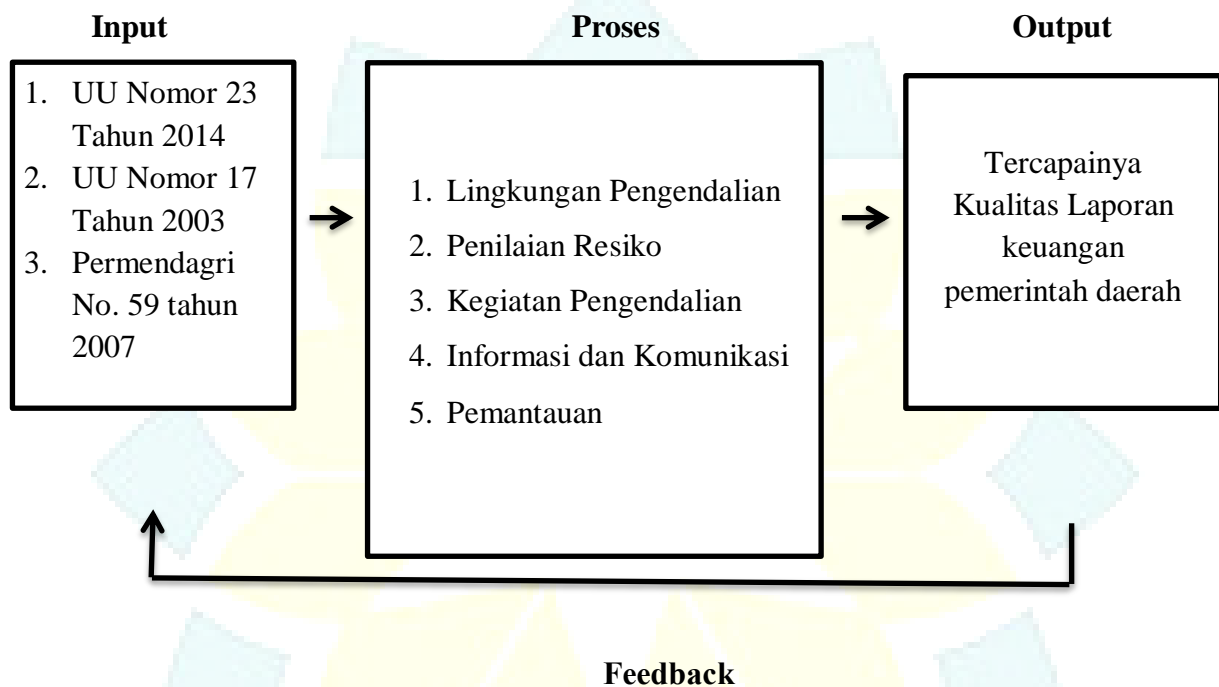 Input
Proses
Output
1. UU Nomor 23
Tahun 2014
2. UU Nomor 17
Tahun 2003
3. Permendagri
No. 59 tahun
2007
1. Lingkungan Pengendalian
2. Penilaian Resiko
3. Kegiatan Pengendalian
4. Informasi dan Komunikasi
5. Pemantauan
Tercapainya
Kualitas Laporan
keuangan
pemerintah daerah
Feedback